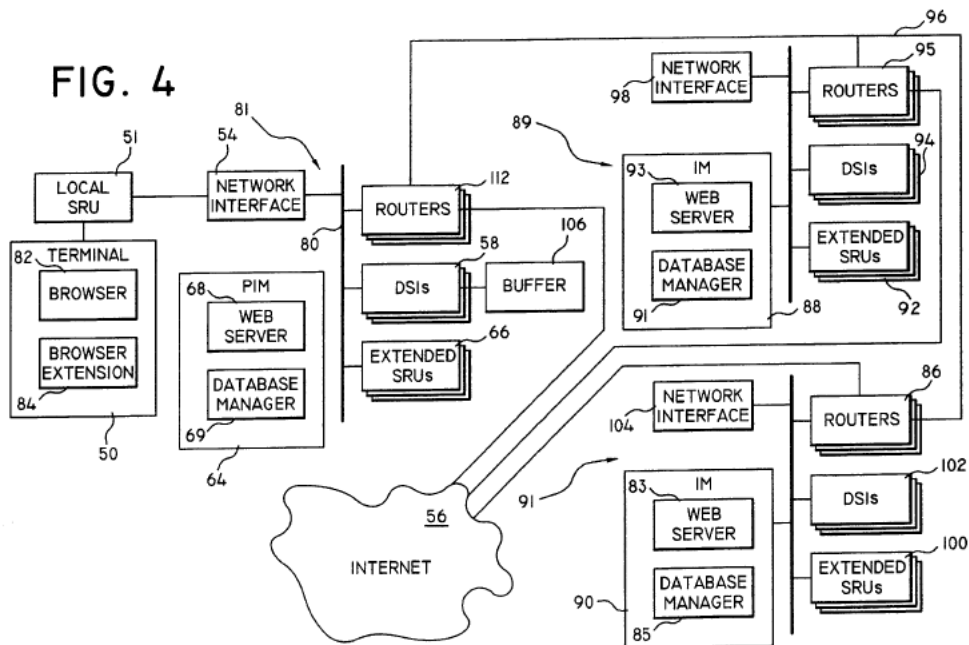 FIG. 4
96
95
NETWORK
INTERFACE
98
ROUTERS
51
54
81
89
94
LOCAL
SRU
NETWORK
INTERFACE
112
ROUTERS
80
IM
93
WEB
SERVER
DSIs
TERMINAL
82
BROWSER
58
106
DSIs
BUFFER
DATABASE
MANAGER
91
EXTENDED
SRUs
88
92
PIM
68
WEB
SERVER
BROWSER
EXTENSION
84
66
EXTENDED
SRUs
86
DATABASE
MANAGER
69
NETWORK
INTERFACE
104
ROUTERS
50
64
102
91
IM
83
WEB
SERVER
DSIs
56
INTERNET
100
DATABASE
MANAGER
85
90
EXTENDED
SRUs